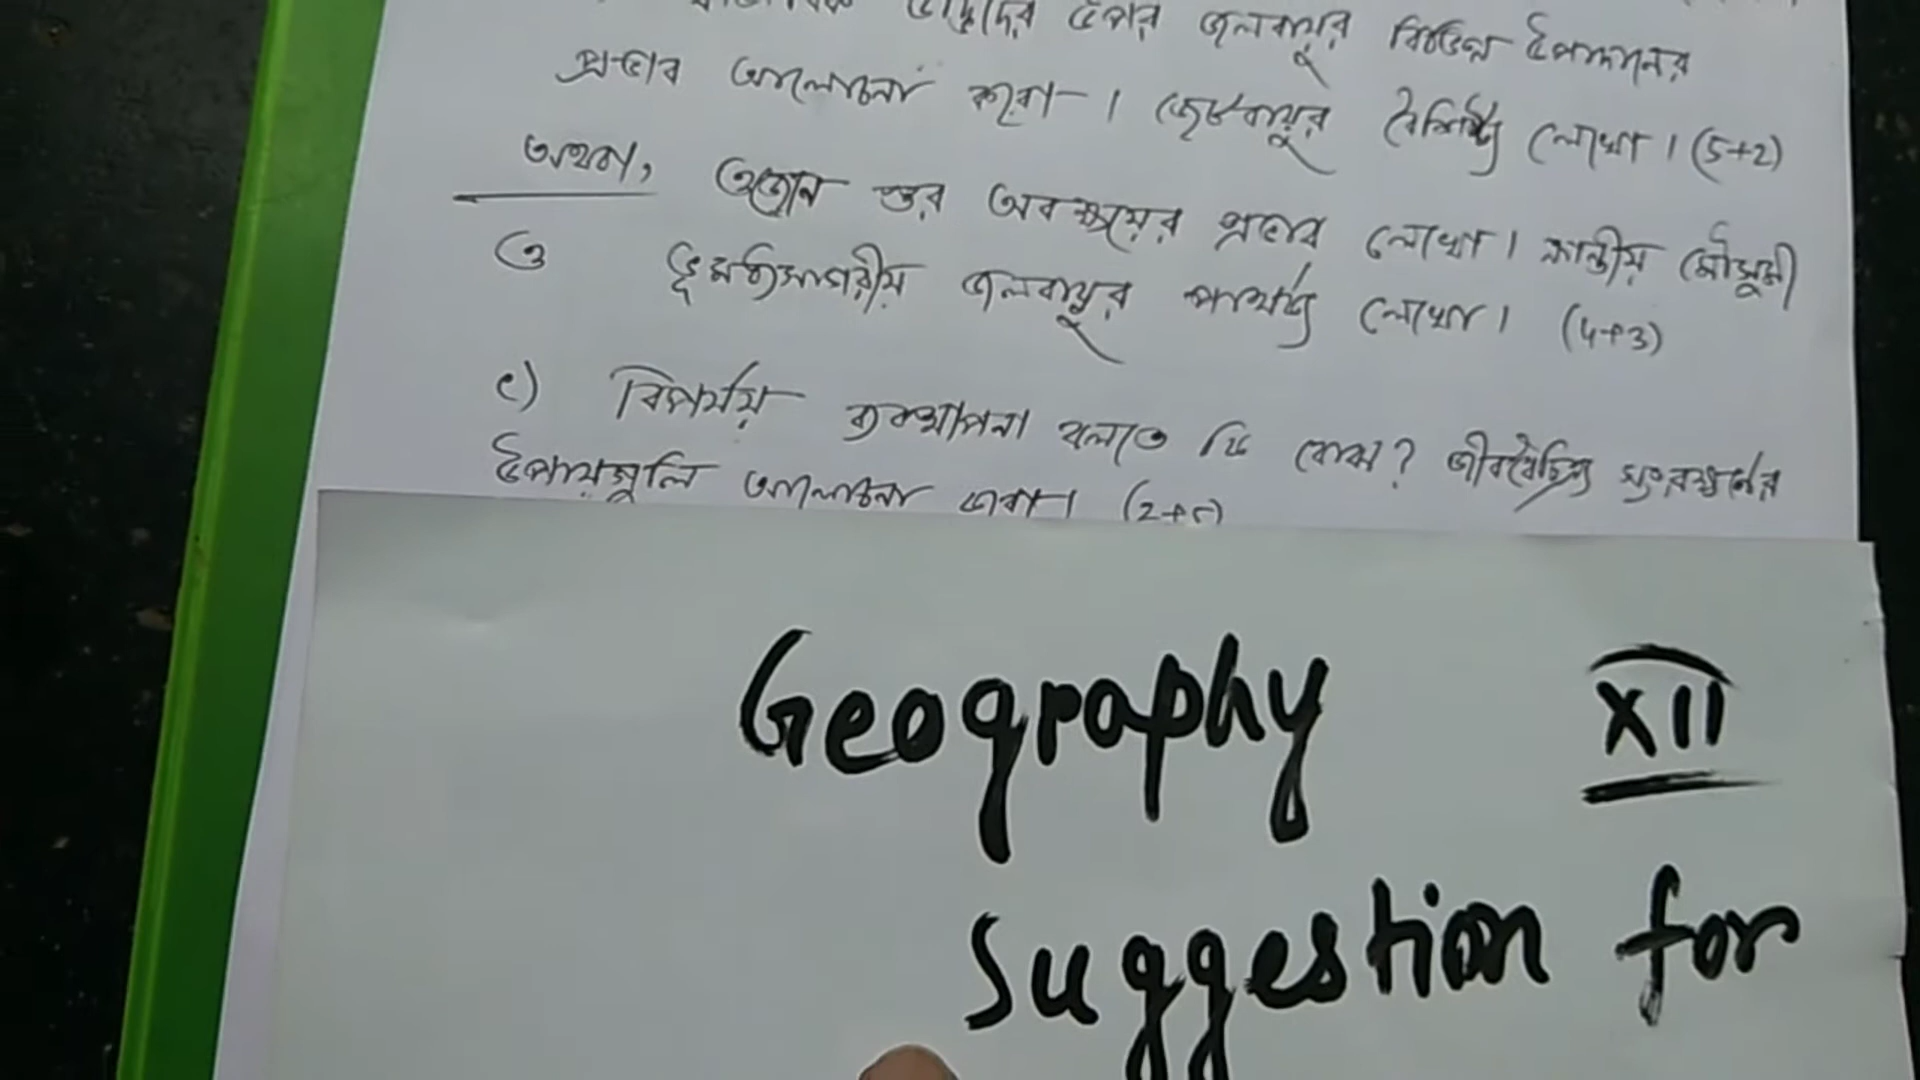 উদ্ভিদের উপর জলবায়ুর বিভিন্ন উপাদানের
প্রভাব আলোচনা করো। জেটবায়ুর বৈশিষ্ট্য লেখো। (5+2)
অথবা, ওজোন স্তর অবক্ষয়ের প্রভাব লেখো। ক্রান্তীয় মৌসুমী
ও ভূমধ্যসাগরীয় জলবায়ুর পার্থক্য লেখো। (4+3)
e) বিপর্যয় ব্যবস্থাপনা বলতে কি বোঝ? জীববৈচিত্র্য সংরক্ষণের
উপায়গুলি আলোচনা করো। (2+5)
Geography XII
Suggestion for